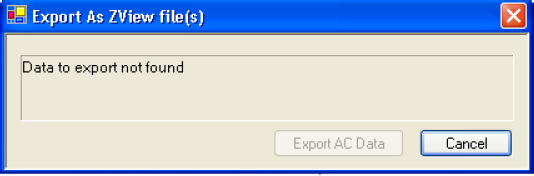 Export As ZView file(s)
Data to export not found
Export AC Data
Cancel